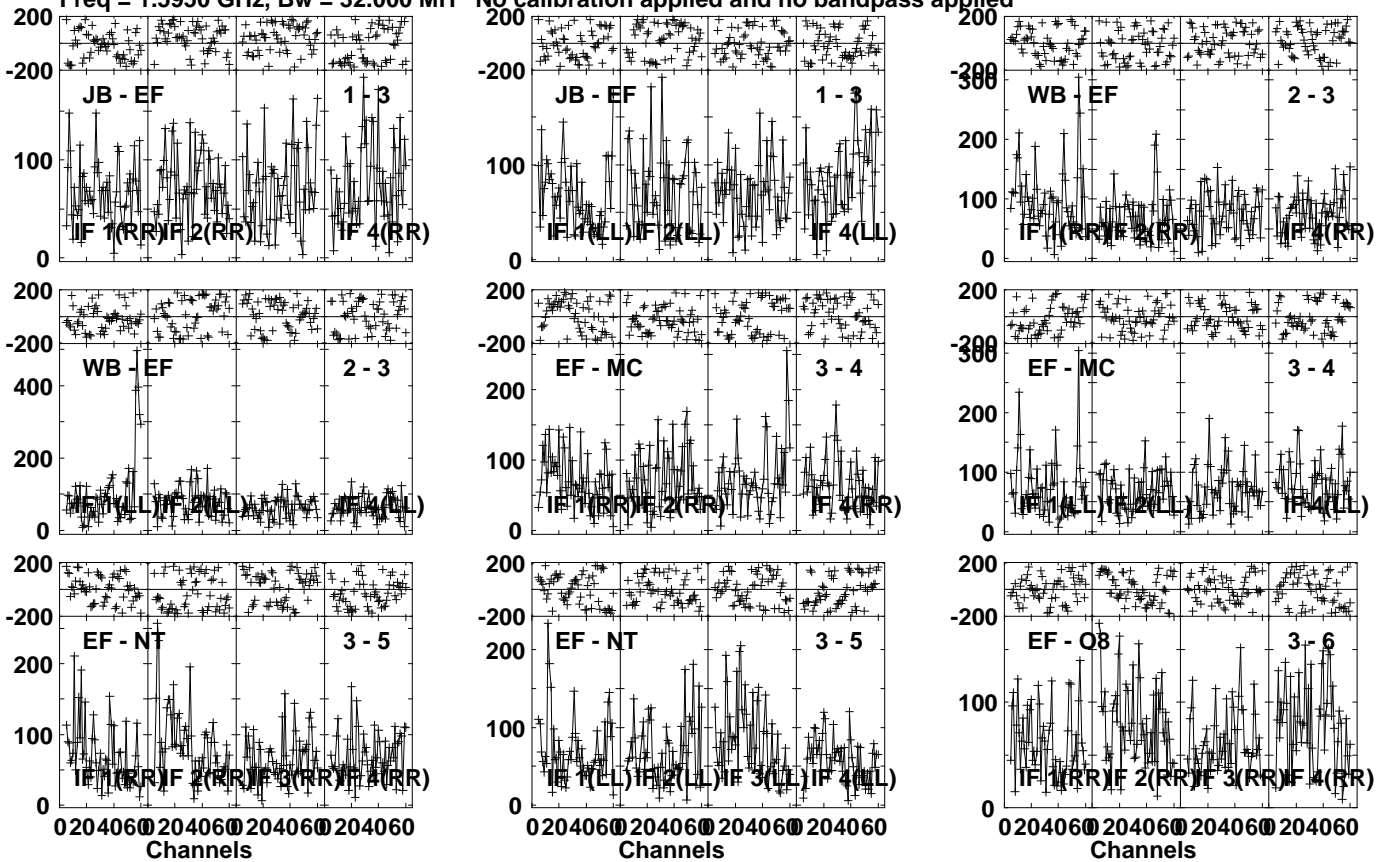 Freq = 1.5950 GHz, Bw = 32.000 MH No calibration applied and no bandpass applied
200
-200
JB - EF 1 - 3
100
0
IF 1(RR) IF 2(RR) IF 4(RR)
200
-200
JB - EF 1 - 3
100
0
IF 1(LL) IF 2(LL) IF 4(LL)
200
-200
300
WB - EF 2 - 3
200
100
0
IF 1(RR) IF 2(RR) IF 4(RR)
200
-200
WB - EF 2 - 3
400
200
0
IF 1(LL) IF 2(LL) IF 4(LL)
200
-200
EF - MC 3 - 4
200
100
0
IF 1(RR) IF 2(RR) IF 4(RR)
200
-200
300
EF - MC 3 - 4
200
100
0
IF 1(LL) IF 2(LL) IF 4(LL)
200
-200
EF - NT 3 - 5
200
100
0
IF 1(RR) IF 2(RR) IF 3(RR) IF 4(RR)
0 20 40 60 0 20 40 60 0 20 40 60 0 20 40 60
Channels
200
-200
EF - NT 3 - 5
200
100
0
IF 1(LL) IF 2(LL) IF 3(LL) IF 4(LL)
0 20 40 60 0 20 40 60 0 20 40 60 0 20 40 60
Channels
200
-200
EF - O8 3 - 6
100
0
IF 1(RR) IF 2(RR) IF 3(RR) IF 4(RR)
0 20 40 60 0 20 40 60 0 20 40 60 0 20 40 60
Channels